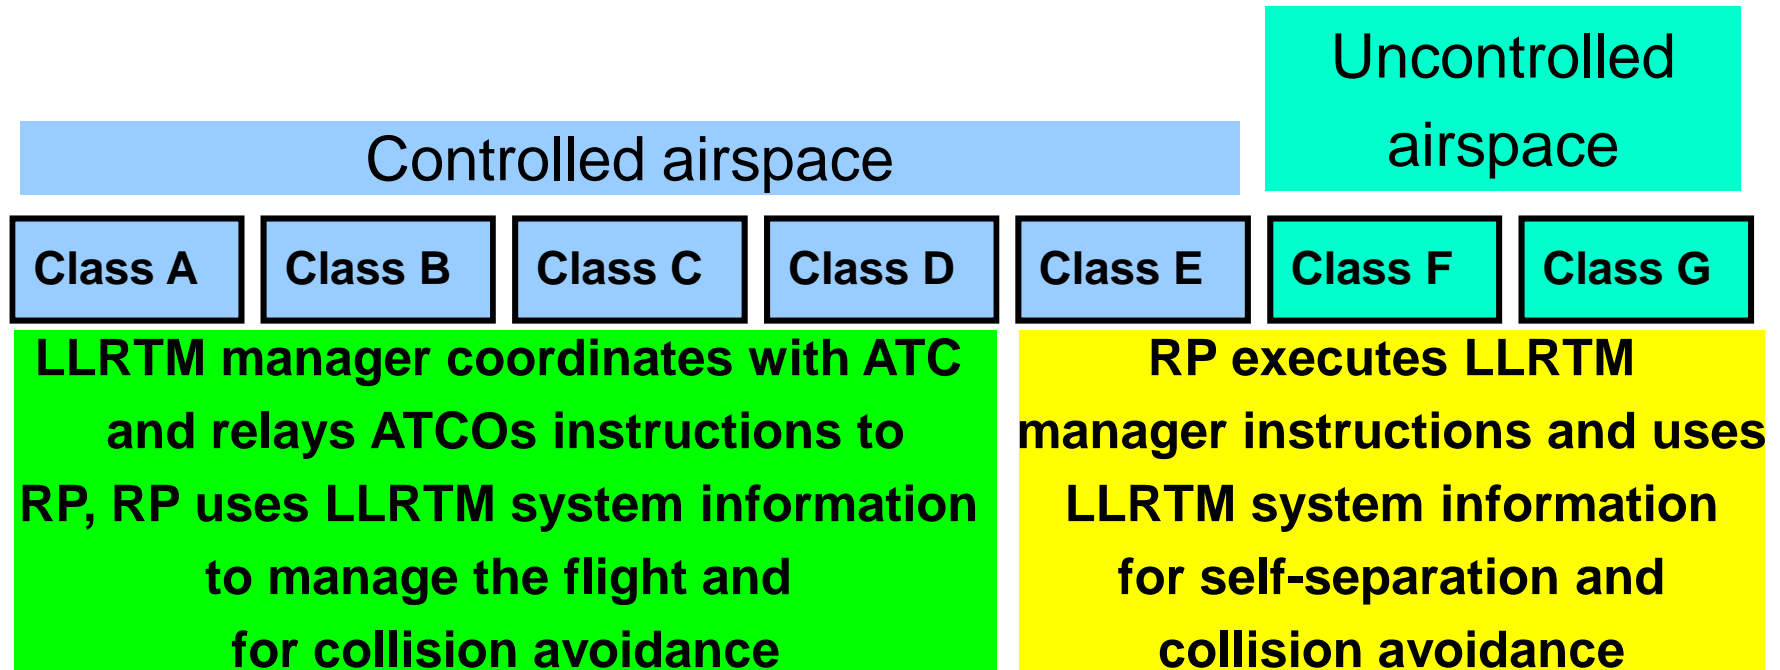 Uncontrolled
airspace
Controlled airspace
Class A
Class B
Class C
Class D
Class E
Class F
Class G
LLRTM manager coordinates with ATC
and relays ATCOs instructions to
RP, RP uses LLRTM system information
to manage the flight and
for collision avoidance
RP executes LLRTM
manager instructions and uses
LLRTM system information
for self-separation and
collision avoidance